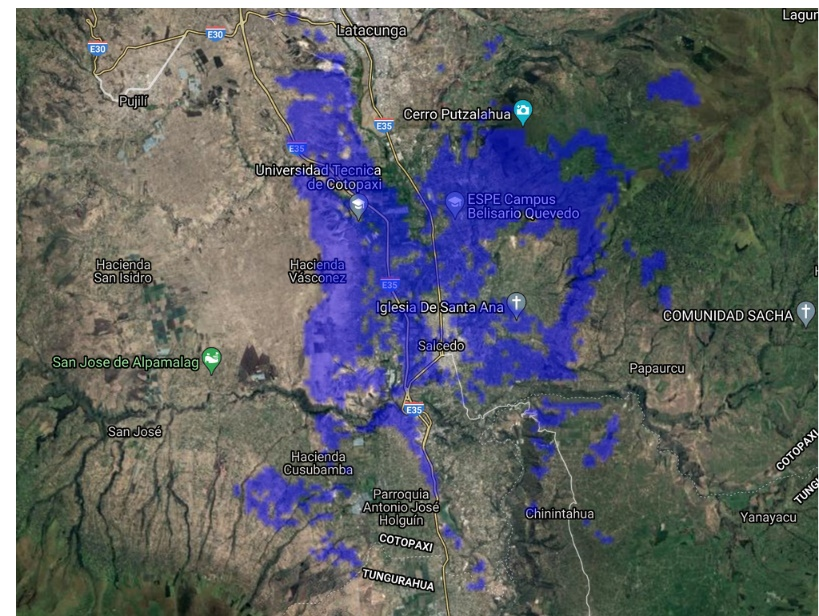 Lagun
E30
E30
Latacunga
Pujilí
Cerro Putzalahua
E35
E35
Universidad Tecnica
de Cotopaxi
ESPE Campus
Belisario Quevedo
Hacienda
San Isidro
Hacienda
Vásconez
E35
Iglesia De Santa Ana
COMUNIDAD SACHA
Salcedo
San Jose de Alpamalag
Papaurcu
E35
San José
Hacienda
Cusubamba
COTOPAXI
Parroquia
Antonio José
Holguín
TUNGU
Chinintahua
Yanayacu
COTOPAXI
TUNGURAHUA